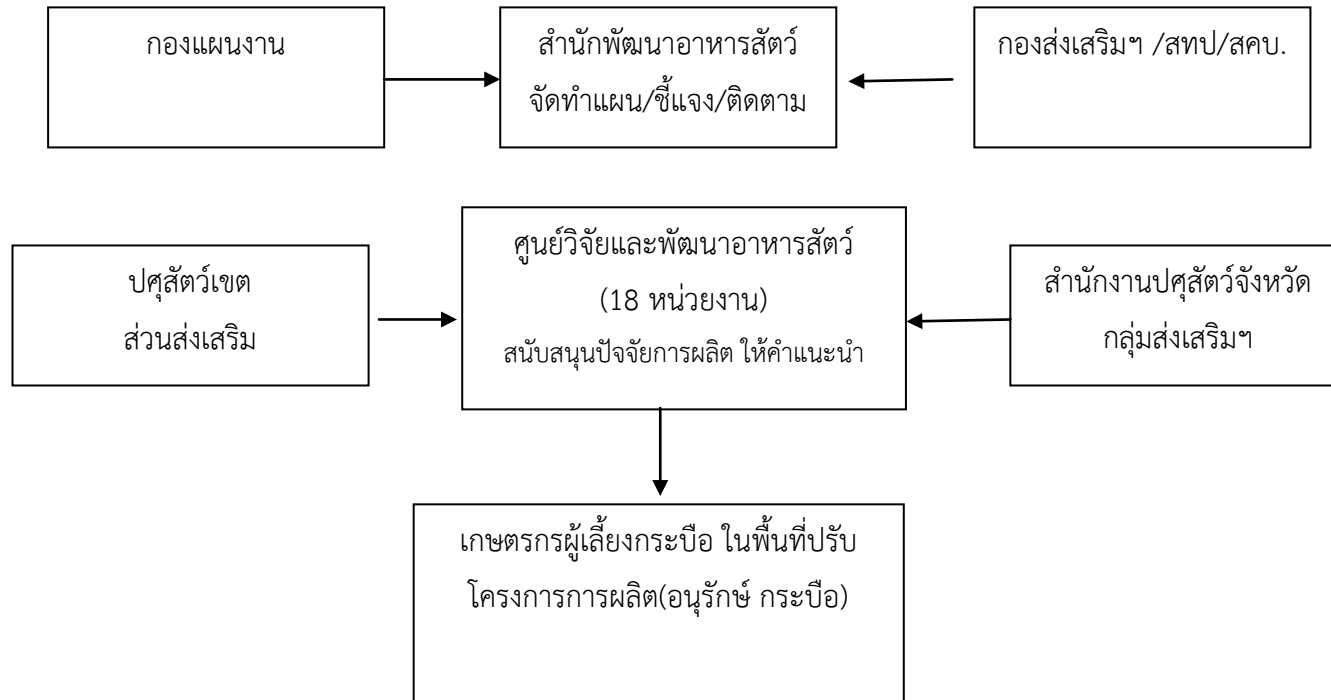 กองแผนงาน
สำนักพัฒนาอาหารสัตว์
จัดทำแผน/ชี้แจง/ติดตาม
กองส่งเสริมฯ /สทป/สคบ.
ปศุสัตว์เขต
ส่วนส่งเสริม
ศูนย์วิจัยและพัฒนาอาหารสัตว์
(18 หน่วยงาน)
สนับสนุนปัจจัยการผลิต ให้คำแนะนำ
สำนักงานปศุสัตว์จังหวัด
กลุ่มส่งเสริมฯ
เกษตรกรผู้เลี้ยงกระบือ ในพื้นที่ปรับ
โครงการการผลิต(อนุรักษ์ กระบือ)